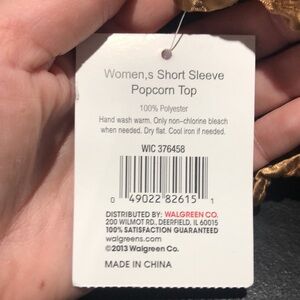 Women,s Short Sleeve
Popcorn Top
100% Polyester
Hand wash warm. Only non-chlorine bleach
when needed. Dry flat. Cool iron if needed.
WIC 376458
0 49022 82615 1
DISTRIBUTED BY: WALGREEN CO.
200 WILMOT RD., DEERFIELD, IL 60015
100% SATISFACTION GUARANTEED
walgreens.com
©2013 Walgreen Co.
MADE IN CHINA